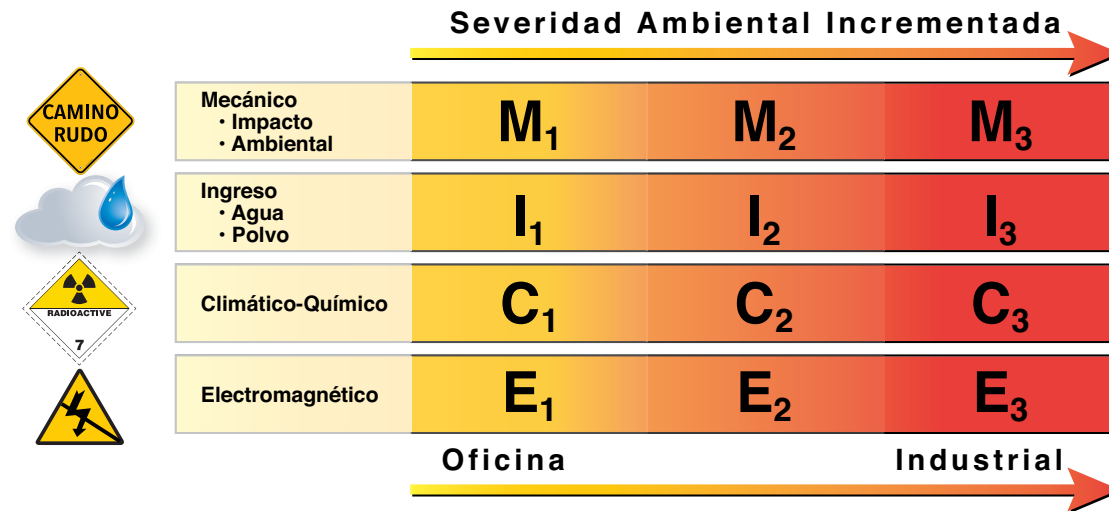 Severidad Ambiental Incrementada
CAMINO
RUDO
Mecánico
• Impacto
• Ambiental
M1
M2
M3
Ingreso
• Agua
• Polvo
I1
I2
I3
RADIOACTIVE
7
Climático-Químico
C1
C2
C3
Electromagnético
E1
E2
E3
Oficina
Industrial